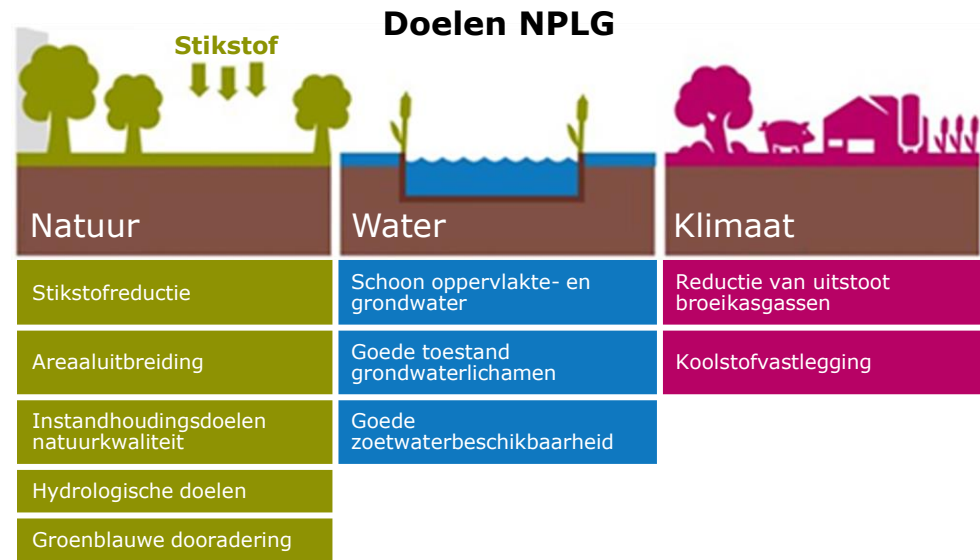 Doelen NPLG
Stikstof
Natuur
Stikstofreductie
Areaaluitbreiding
Instandhoudingsdoelen
natuurkwaliteit
Hydrologische doelen
Groenblauwe dooradering
Water
Schoon oppervlakte- en
grondwater
Goede toestand
grondwaterlichamen
Goede
zoetwaterbeschikbaarheid
Klimaat
Reductie van uitstoot
broeikasgassen
Koolstofvastlegging